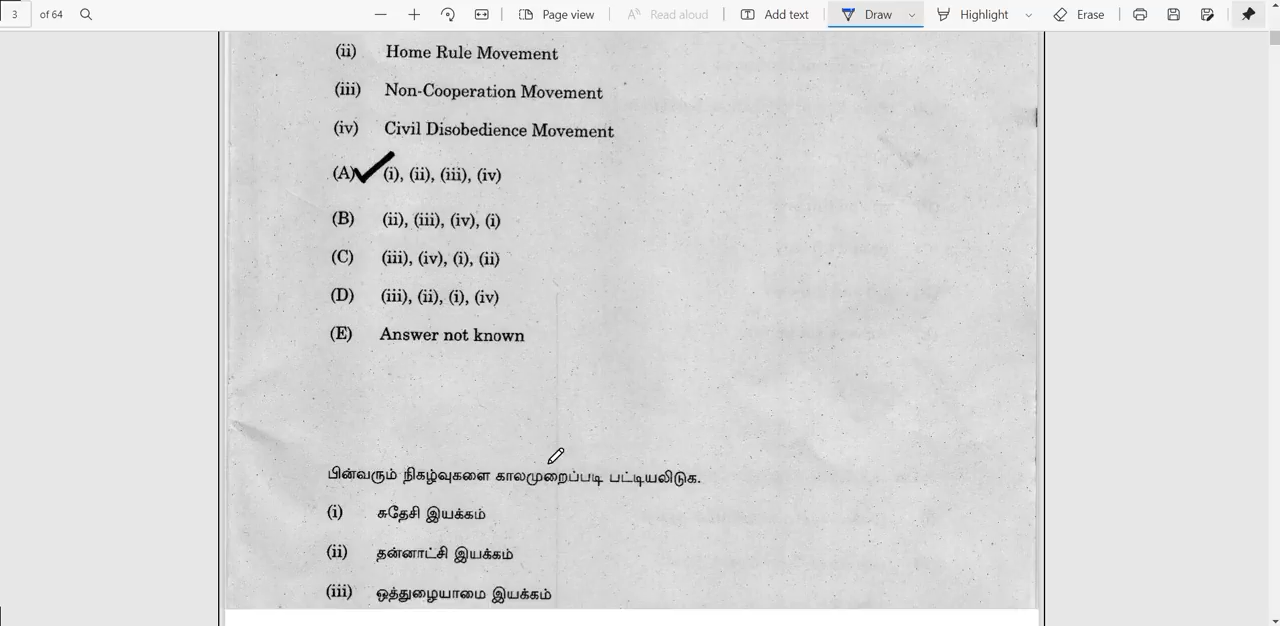 3 of 64 Page view Read aloud Add text Draw Highlight Erase
(ii) Home Rule Movement
(iii) Non-Cooperation Movement
(iv) Civil Disobedience Movement
(A) (i), (ii), (iii), (iv)
(B) (ii), (iii), (iv), (i)
(C) (iii), (iv), (i), (ii)
(D) (iii), (ii), (i), (iv)
(E) Answer not known
பின்வரும் நிகழ்வுகளை காலமுறைப்படி பட்டியலிடுக.
(i) சுதேசி இயக்கம்
(ii) தன்னாட்சி இயக்கம்
(iii) ஒத்துழையாமை இயக்கம்